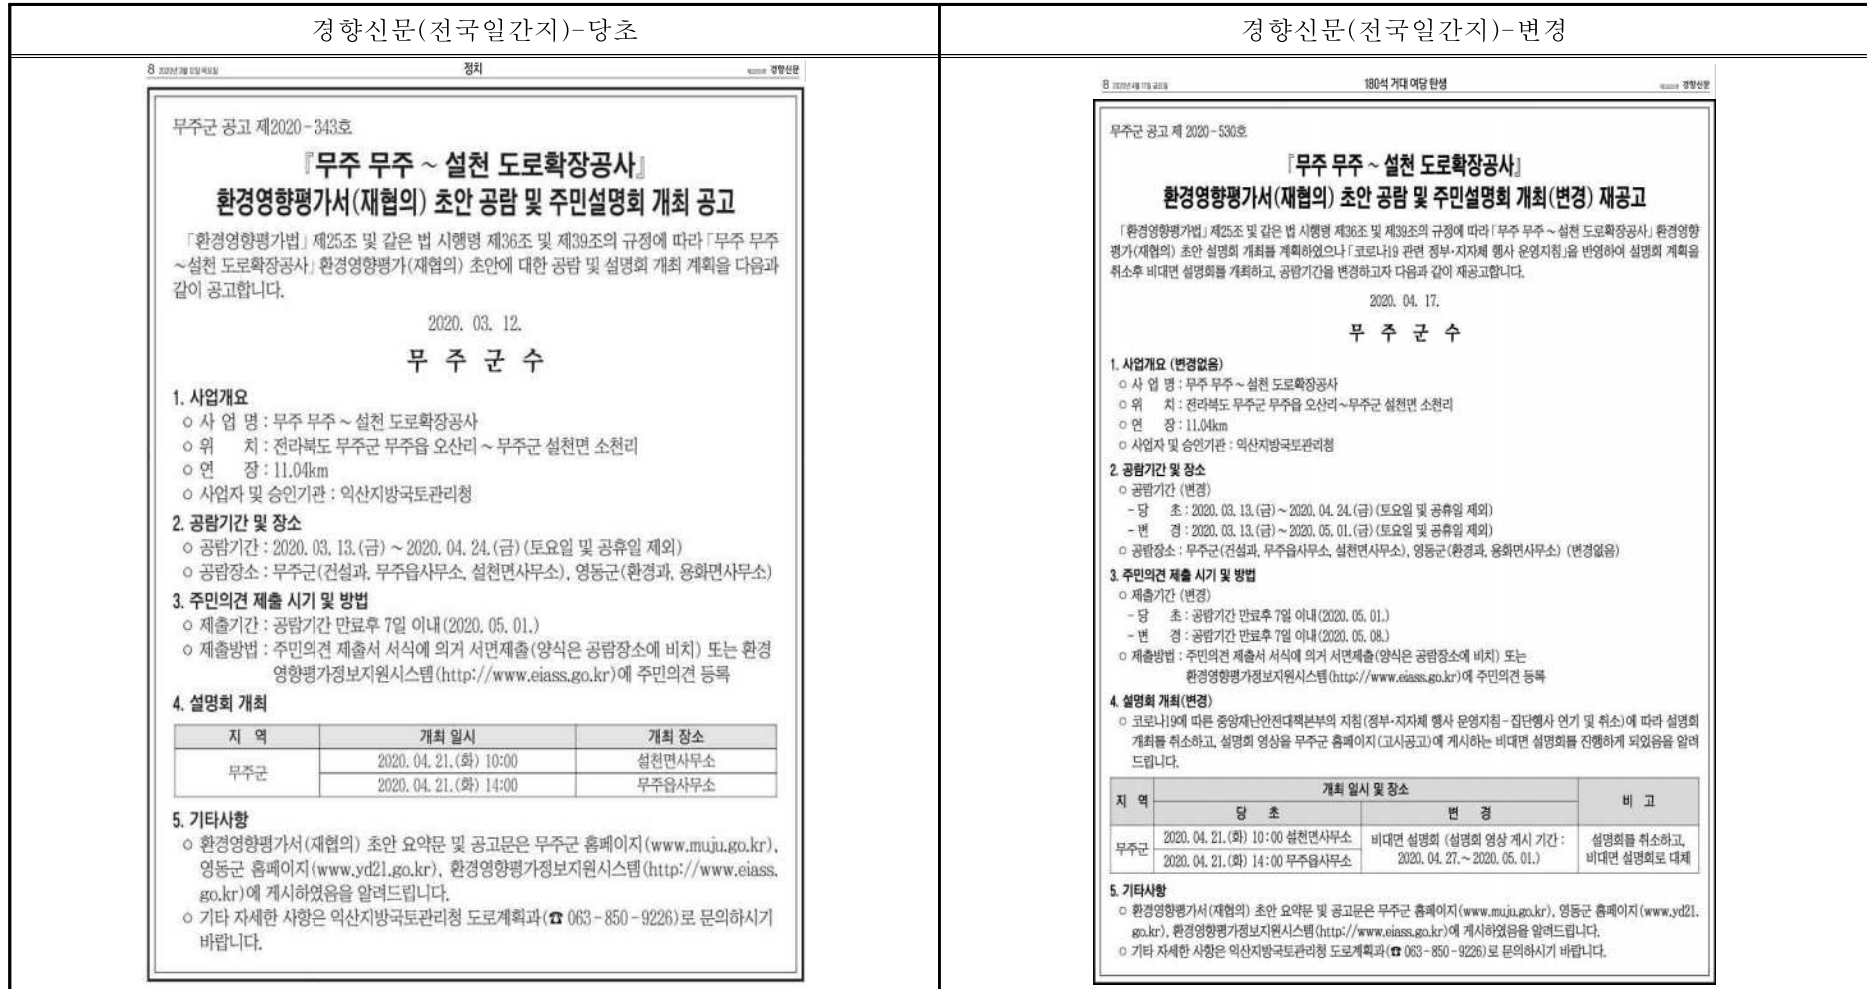 경향신문(전국일간지)-당초
8
정치
경향신문
무주군 공고 제2020-343호
『무주 무주 ~ 설천 도로확장공사』
환경영향평가서(재협의) 초안 공람 및 주민설명회 개최 공고
「환경영향평가법」 제25조 및 같은 법 시행령 제36조 및 제39조의 규정에 따라 「무주 무주
~설천 도로확장공사」 환경영향평가(재협의) 초안에 대한 공람 및 설명회 개최 계획을 다음과
같이 공고합니다.
2020. 03. 12.
무 주 군 수
1. 사업개요
○ 사 업 명 : 무주 무주 ~ 설천 도로확장공사
○ 위 치 : 전라북도 무주군 무주읍 오산리 ~ 무주군 설천면 소천리
○ 연 장 : 11.04km
○ 사업자 및 승인기관 : 익산지방국토관리청
2. 공람기간 및 장소
○ 공람기간 : 2020. 03. 13.(금) ~ 2020. 04. 24.(금) (토요일 및 공휴일 제외)
○ 공람장소 : 무주군(건설과, 무주읍사무소, 설천면사무소), 영동군(환경과, 용화면사무소)
3. 주민의견 제출 시기 및 방법
○ 제출기간 : 공람기간 만료후 7일 이내(2020. 05. 01.)
○ 제출방법 : 주민의견 제출서 서식에 의거 서면제출(양식은 공람장소에 비치) 또는 환경
영향평가정보지원시스템(http://www.eiass.go.kr)에 주민의견 등록
4. 설명회 개최
지 역 개최 일시 개최 장소
무주군 2020. 04. 21.(화) 10:00 설천면사무소
2020. 04. 21.(화) 14:00 무주읍사무소
5. 기타사항
○ 환경영향평가서(재협의) 초안 요약문 및 공고문은 무주군 홈페이지(www.muju.go.kr),
영동군 홈페이지(www.yd21.go.kr), 환경영향평가정보지원시스템(http://www.eiass.
go.kr)에 게시하였음을 알려드립니다.
○ 기타 자세한 사항은 익산지방국토관리청 도로계획과(☎ 063-850-9226)로 문의하시기
바랍니다.
경향신문(전국일간지)-변경
8
180석 거대 여당 탄생
경향신문
무주군 공고 제 2020-530호
『무주 무주 ~ 설천 도로확장공사』
환경영향평가서(재협의) 초안 공람 및 주민설명회 개최(변경) 재공고
「환경영향평가법」 제25조 및 같은 법 시행령 제36조 및 제39조의 규정에 따라 「무주 무주 ~ 설천 도로확장공사」 환경영향
평가(재협의) 초안 설명회 개최를 계획하였으나 「코로나19 관련 정부·지자체 행사 운영지침」을 반영하여 설명회 계획을
취소후 비대면 설명회를 개최하고, 공람기간을 변경하고자 다음과 같이 재공고합니다.
2020. 04. 17.
무 주 군 수
1. 사업개요 (변경없음)
○ 사 업 명 : 무주 무주 ~ 설천 도로확장공사
○ 위 치 : 전라북도 무주군 무주읍 오산리~무주군 설천면 소천리
○ 연 장 : 11.04km
○ 사업자 및 승인기관 : 익산지방국토관리청
2. 공람기간 및 장소
○ 공람기간 (변경)
- 당 초 : 2020. 03. 13.(금) ~ 2020. 04. 24.(금) (토요일 및 공휴일 제외)
- 변 경 : 2020. 03. 13.(금) ~ 2020. 05. 01.(금) (토요일 및 공휴일 제외)
○ 공람장소 : 무주군(건설과, 무주읍사무소, 설천면사무소), 영동군(환경과, 용화면사무소) (변경없음)
3. 주민의견 제출 시기 및 방법
○ 제출기간 (변경)
- 당 초 : 공람기간 만료후 7일 이내(2020. 05. 01.)
- 변 경 : 공람기간 만료후 7일 이내(2020. 05. 08.)
○ 제출방법 : 주민의견 제출서 서식에 의거 서면제출(양식은 공람장소에 비치) 또는
환경영향평가정보지원시스템(http://www.eiass.go.kr)에 주민의견 등록
4. 설명회 개최(변경)
○ 코로나19에 따른 중앙재난안전대책본부의 지침(정부·지자체 행사 운영지침-집단행사 연기 및 취소)에 따라 설명회
개최를 취소하고, 설명회 영상을 무주군 홈페이지(고시공고)에 게시하는 비대면 설명회를 진행하게 되었음을 알려
드립니다.
지 역 개최 일시 및 장소 비 고
당 초 변 경
무주군 2020. 04. 21.(화) 10:00 설천면사무소 비대면 설명회 (설명회 영상 게시 기간 : 설명회를 취소하고,
2020. 04. 21.(화) 14:00 무주읍사무소 2020. 04. 27.~2020. 05. 01.) 비대면 설명회로 대체
5. 기타사항
○ 환경영향평가서(재협의) 초안 요약문 및 공고문은 무주군 홈페이지(www.muju.go.kr), 영동군 홈페이지(www.yd21.
go.kr), 환경영향평가정보지원시스템(http://www.eiass.go.kr)에 게시하였음을 알려드립니다.
○ 기타 자세한 사항은 익산지방국토관리청 도로계획과(☎ 063-850-9226)로 문의하시기 바랍니다.